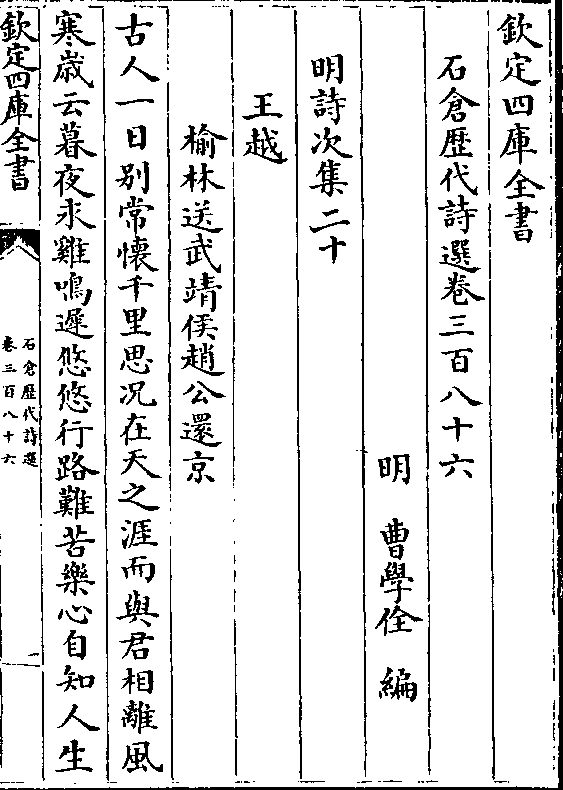 欽定四庫全書
石倉歴代詩選卷三百八十六
明　曹學佺　編
明詩次集二十
王越
榆林送武靖侯趙公還京
古人一日别常懷千里思况在天之涯而與君相離風
寒歲云暮夜永雞鳴遲悠悠行路難苦樂心自知人生
欽定四庫全書
石倉歴代詩選
卷三百八十六
一